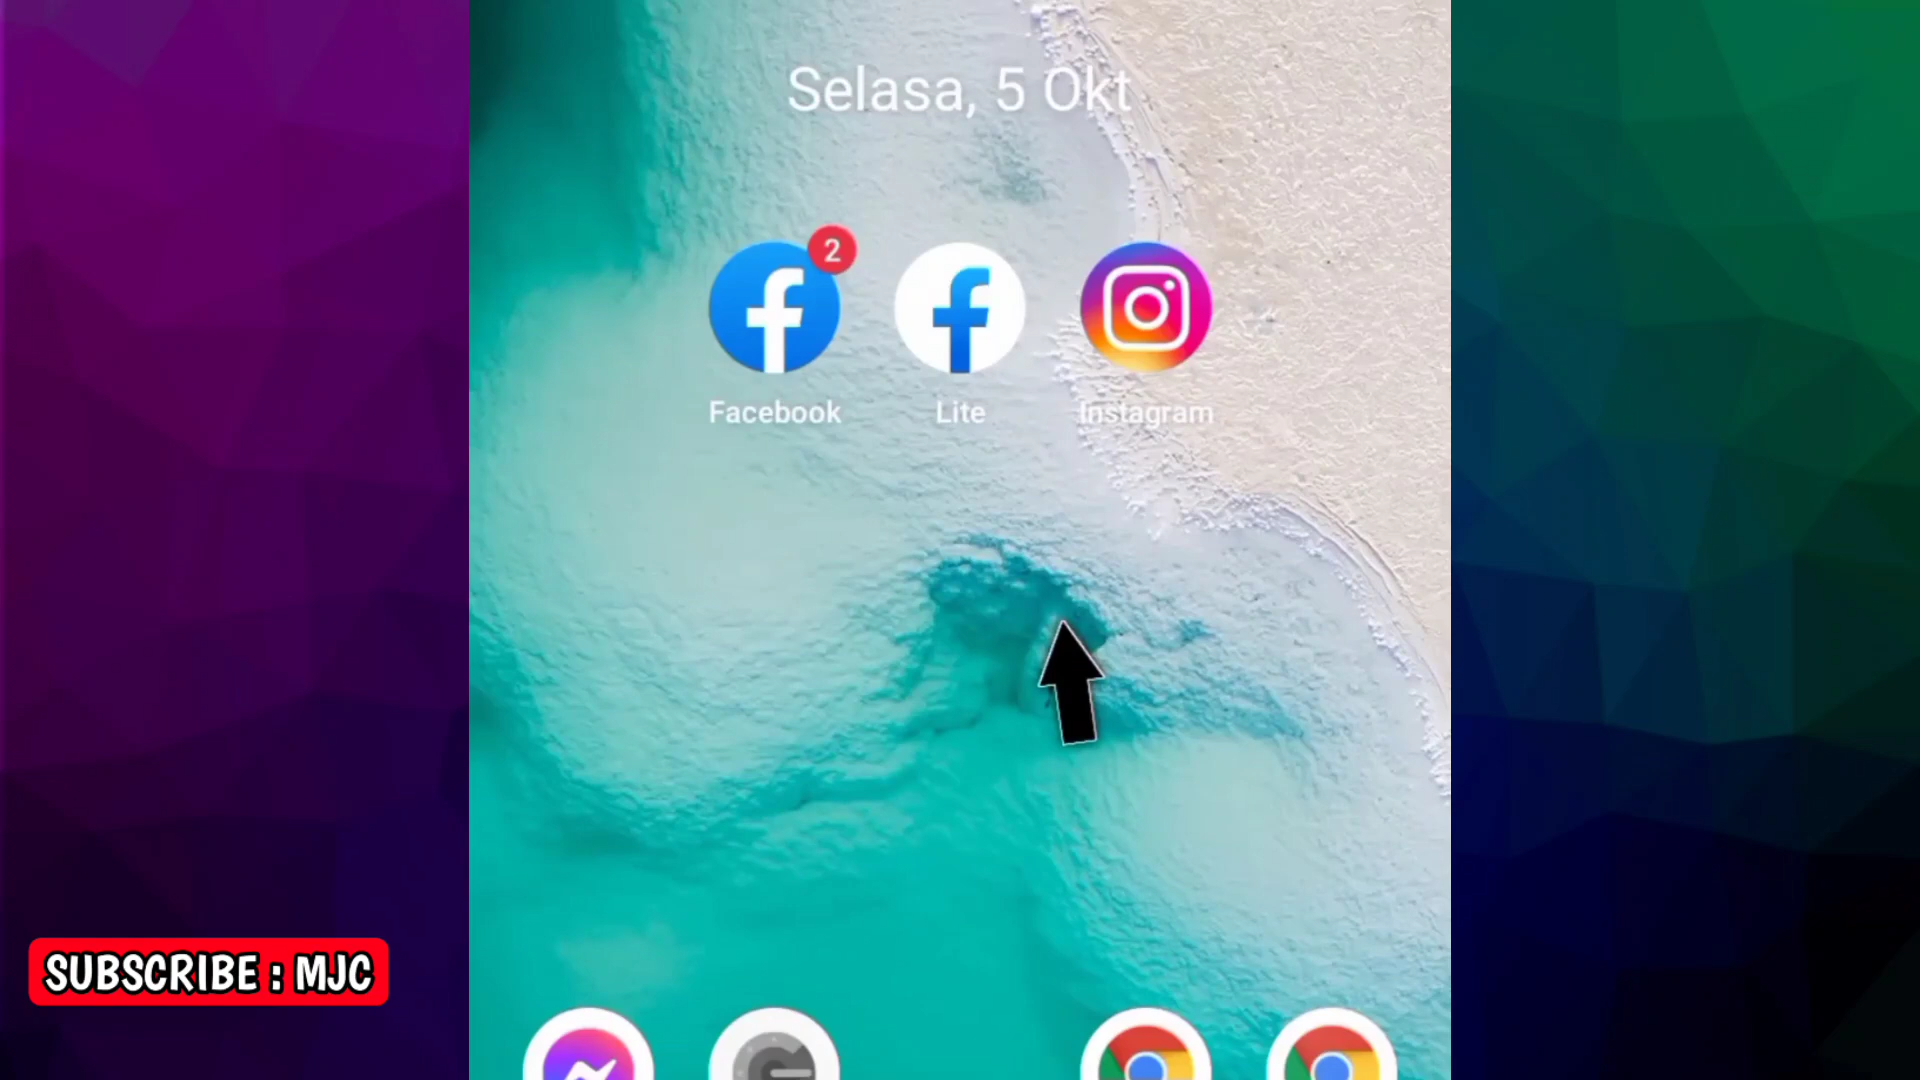 Selasa, 5 Okt
2
Facebook
Lite
Instagram
SUBSCRIBE : MJC